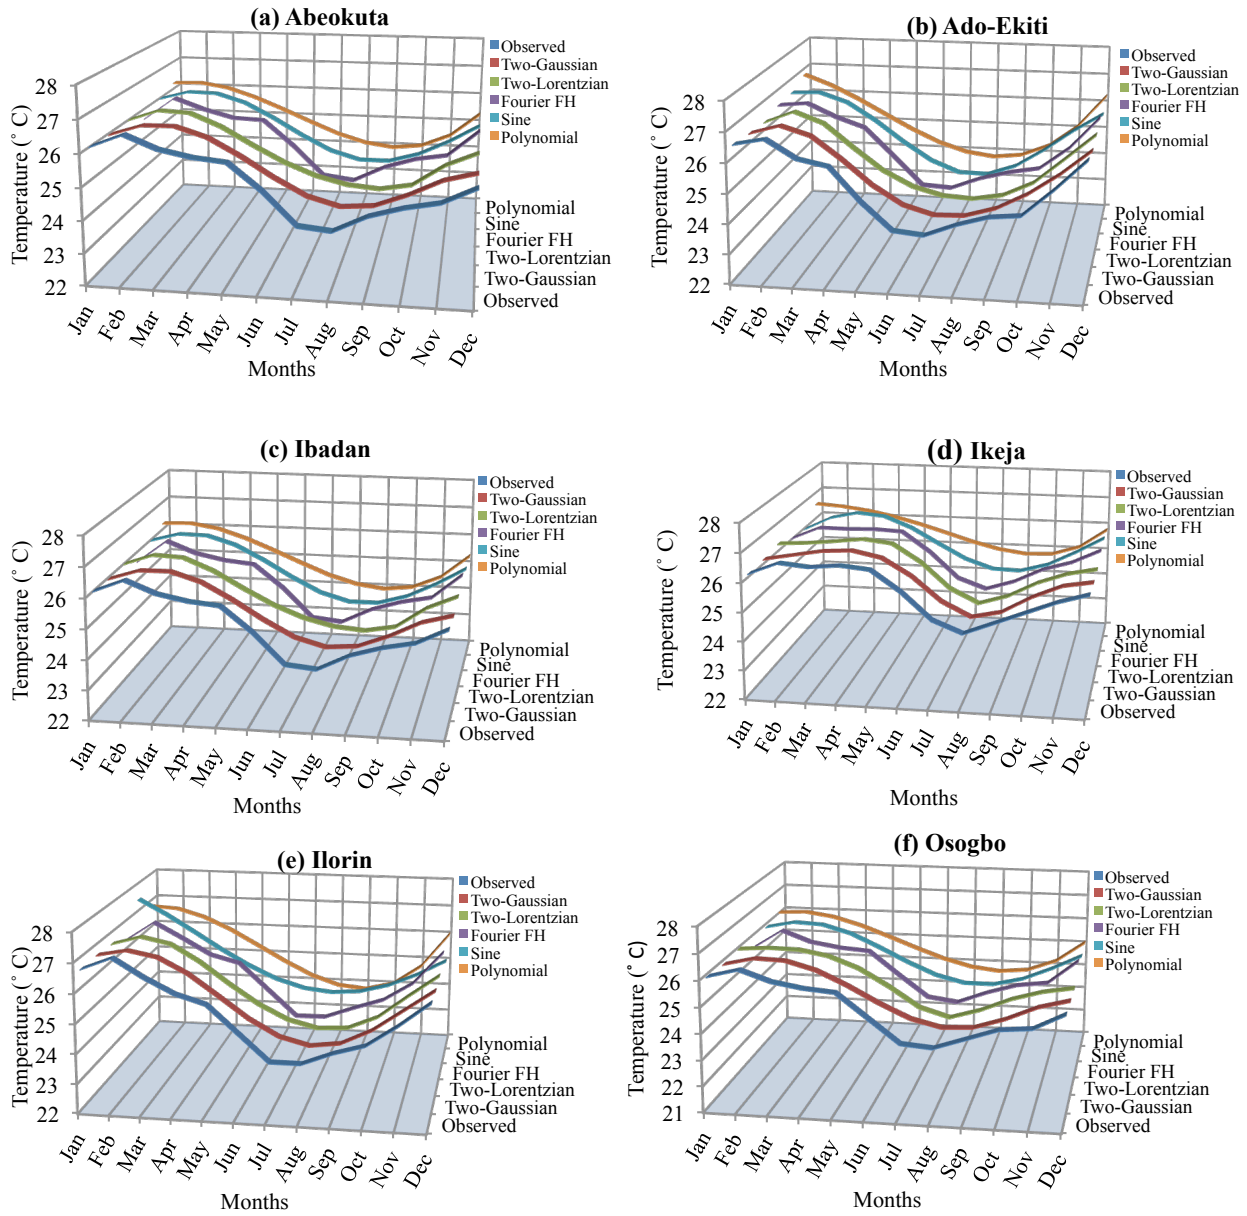 (a) Abeokuta
Temperature (˚ C)
28
27
26
25
24
23
22
Jan
Feb
Mar
Apr
May
Jun
Jul
Aug
Sep
Oct
Nov
Dec
Months
Observed
Two-Gaussian
Two-Lorentzian
Fourier FH
Sine
Polynomial
Polynomial
Sine
Fourier FH
Two-Lorentzian
Two-Gaussian
Observed
(b) Ado-Ekiti
Temperature (˚ C)
28
27
26
25
24
23
22
Jan
Feb
Mar
Apr
May
Jun
Jul
Aug
Sep
Oct
Nov
Dec
Months
Observed
Two-Gaussian
Two-Lorentzian
Fourier FH
Sine
Polynomial
Polynomial
Sine
Fourier FH
Two-Lorentzian
Two-Gaussian
Observed
(c) Ibadan
Temperature (˚ C)
28
27
26
25
24
23
22
Jan
Feb
Mar
Apr
May
Jun
Jul
Aug
Sep
Oct
Nov
Dec
Months
Observed
Two-Gaussian
Two-Lorentzian
Fourier FH
Sine
Polynomial
Polynomial
Sine
Fourier FH
Two-Lorentzian
Two-Gaussian
Observed
(d) Ikeja
Temperature (˚ C)
28
27
26
25
24
23
22
Jan
Feb
Mar
Apr
May
Jun
Jul
Aug
Sep
Oct
Nov
Dec
Months
Observed
Two-Gaussian
Two-Lorentzian
Fourier FH
Sine
Polynomial
Polynomial
Sine
Fourier FH
Two-Lorentzian
Two-Gaussian
Observed
(e) Ilorin
Temperature (˚ C)
28
27
26
25
24
23
22
Jan
Feb
Mar
Apr
May
Jun
Jul
Aug
Sep
Oct
Nov
Dec
Months
Observed
Two-Gaussian
Two-Lorentzian
Fourier FH
Sine
Polynomial
Polynomial
Sine
Fourier FH
Two-Lorentzian
Two-Gaussian
Observed
(f) Osogbo
Temperature (˚ C)
28
27
26
25
24
23
22
21
Jan
Feb
Mar
Apr
May
Jun
Jul
Aug
Sep
Oct
Nov
Dec
Months
Observed
Two-Gaussian
Two-Lorentzian
Fourier FH
Sine
Polynomial
Polynomial
Sine
Fourier FH
Two-Lorentzian
Two-Gaussian
Observed